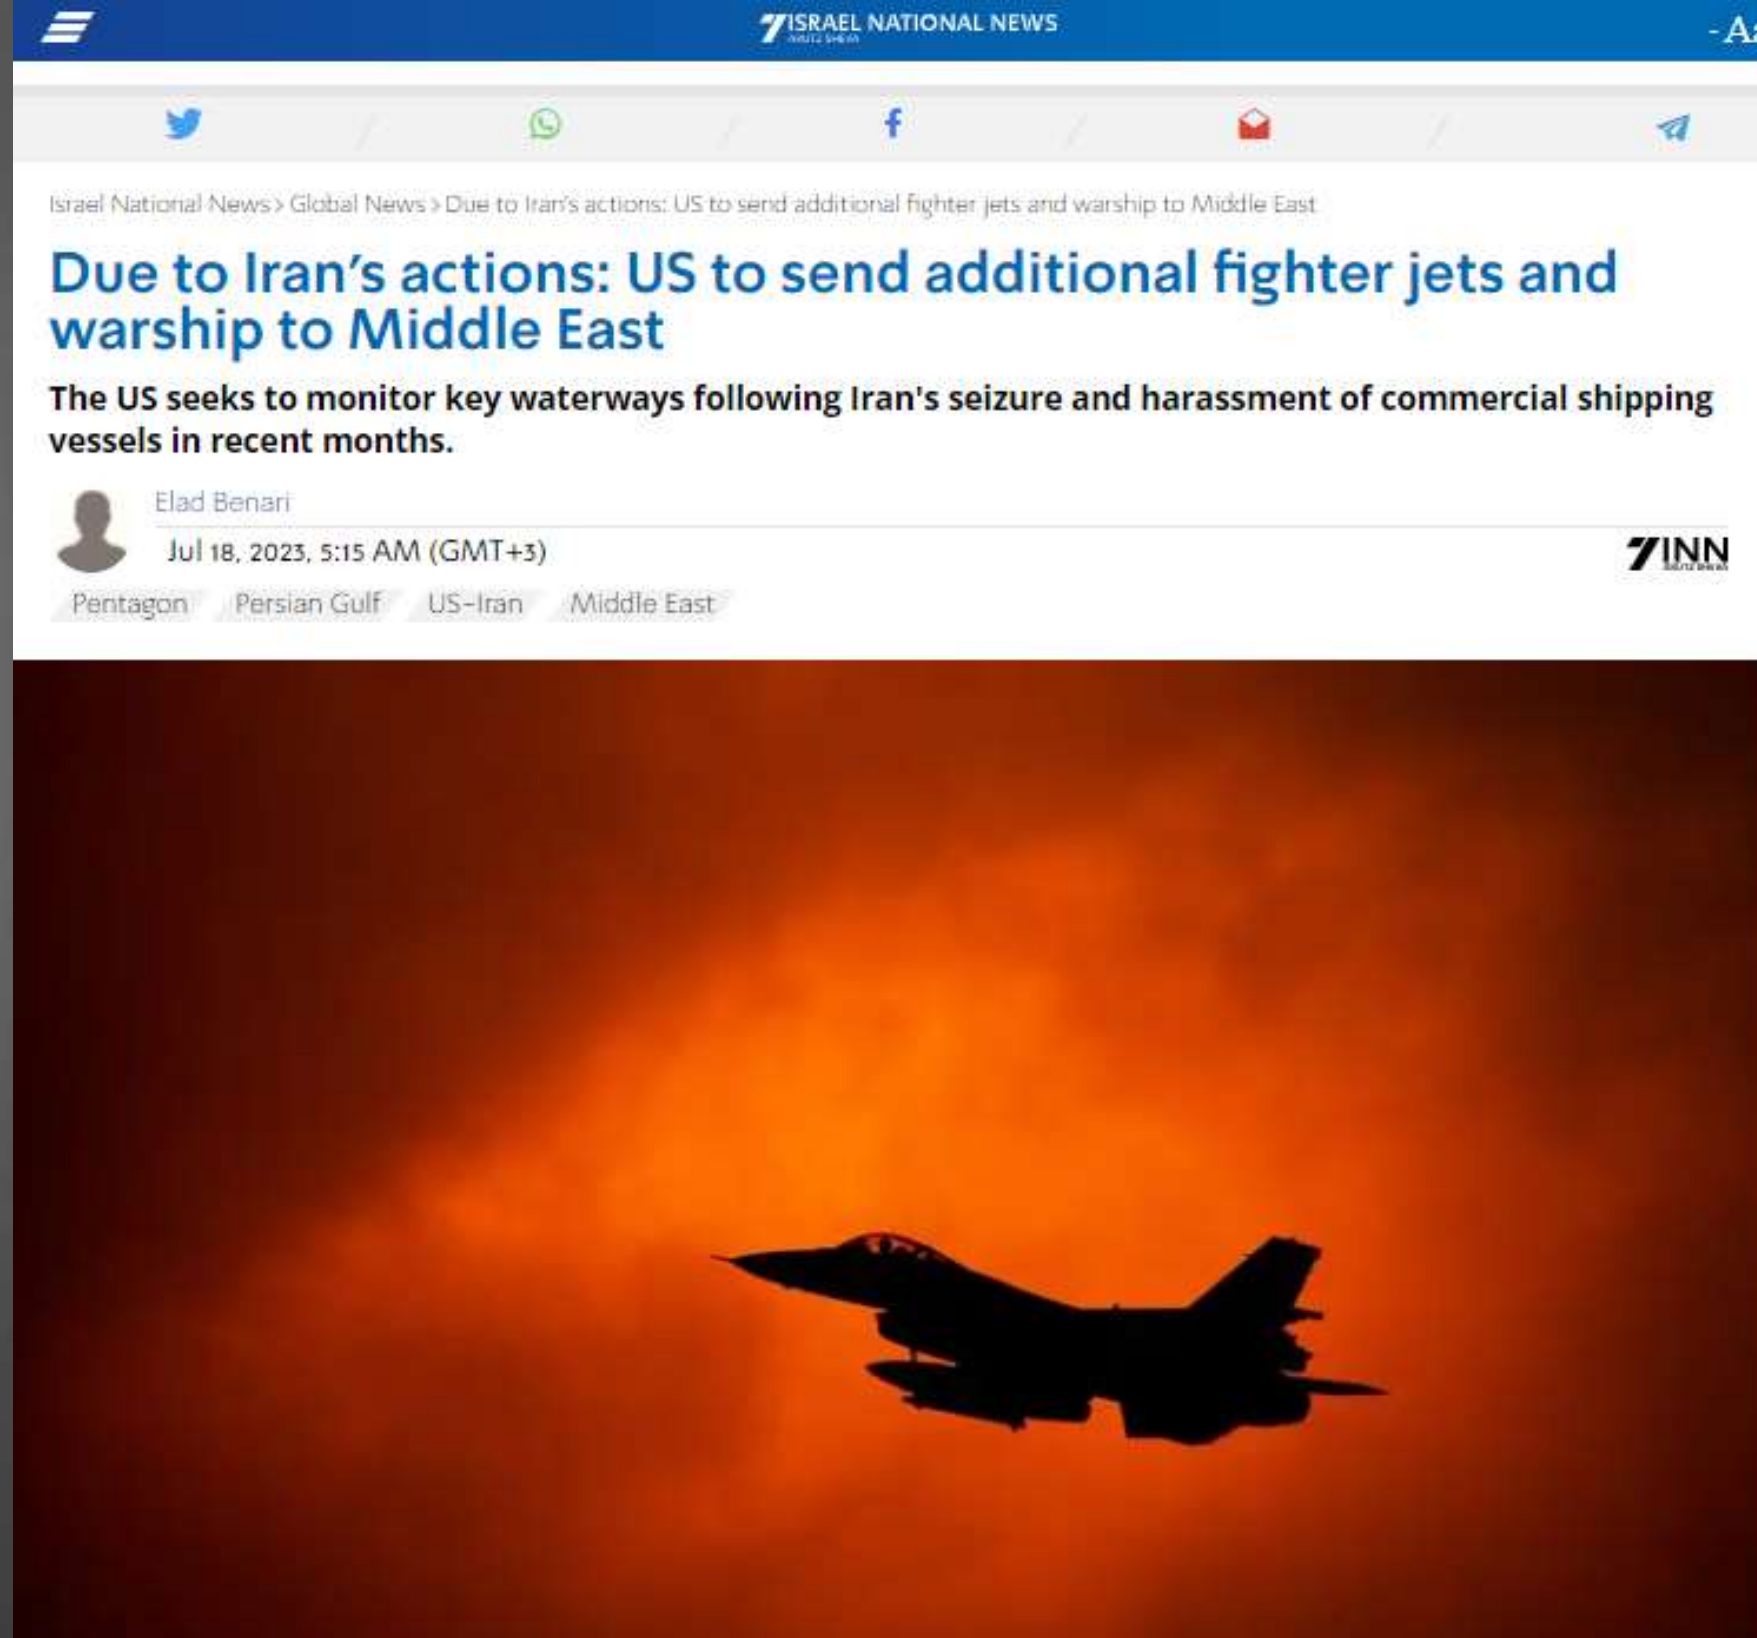 ISRAEL NATIONAL NEWS
- A
Israel National News > Global News > Due to Iran's actions: US to send additional fighter jets and warship to Middle East
Due to Iran's actions: US to send additional fighter jets and
warship to Middle East
The US seeks to monitor key waterways following Iran's seizure and harassment of commercial shipping
vessels in recent months.
Elad Benari
Jul 18, 2023, 5:15 AM (GMT+3)
7INN
Pentagon Persian Gulf US-Iran Middle East